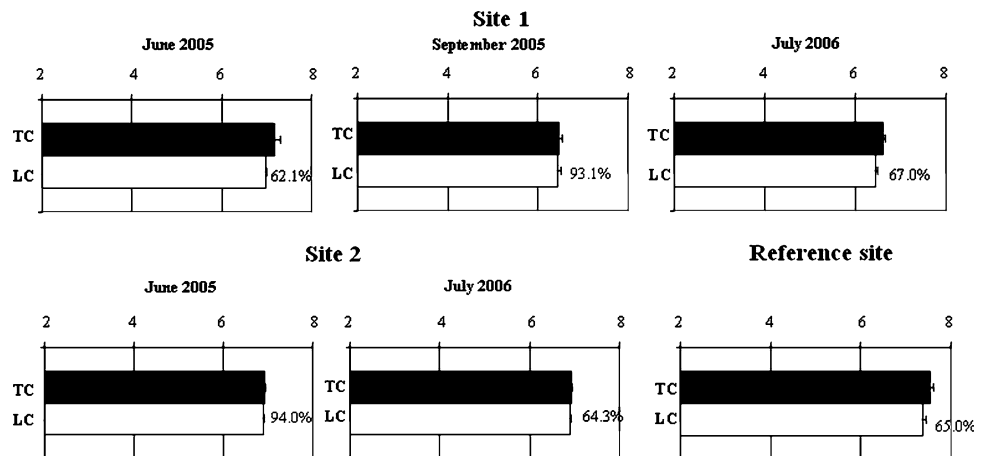 Site 1
June 2005 September 2005 July 2006
2 4 6 8 2 4 6 8 2 4 6 8
TC TC TC
LC 62.1% LC 93.1% LC 67.0%
Site 2 Reference site
June 2005 July 2006
2 4 6 8 2 4 6 8 2 4 6 8
TC TC TC
LC 94.0% LC 64.3% LC 65.0%